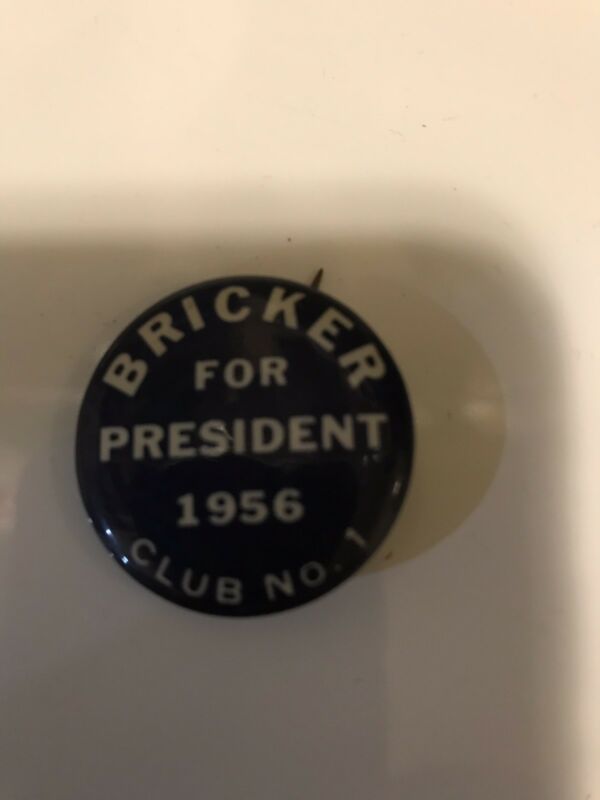 BRICKER
FOR
PRESIDENT
1956
CLUB NO. 1